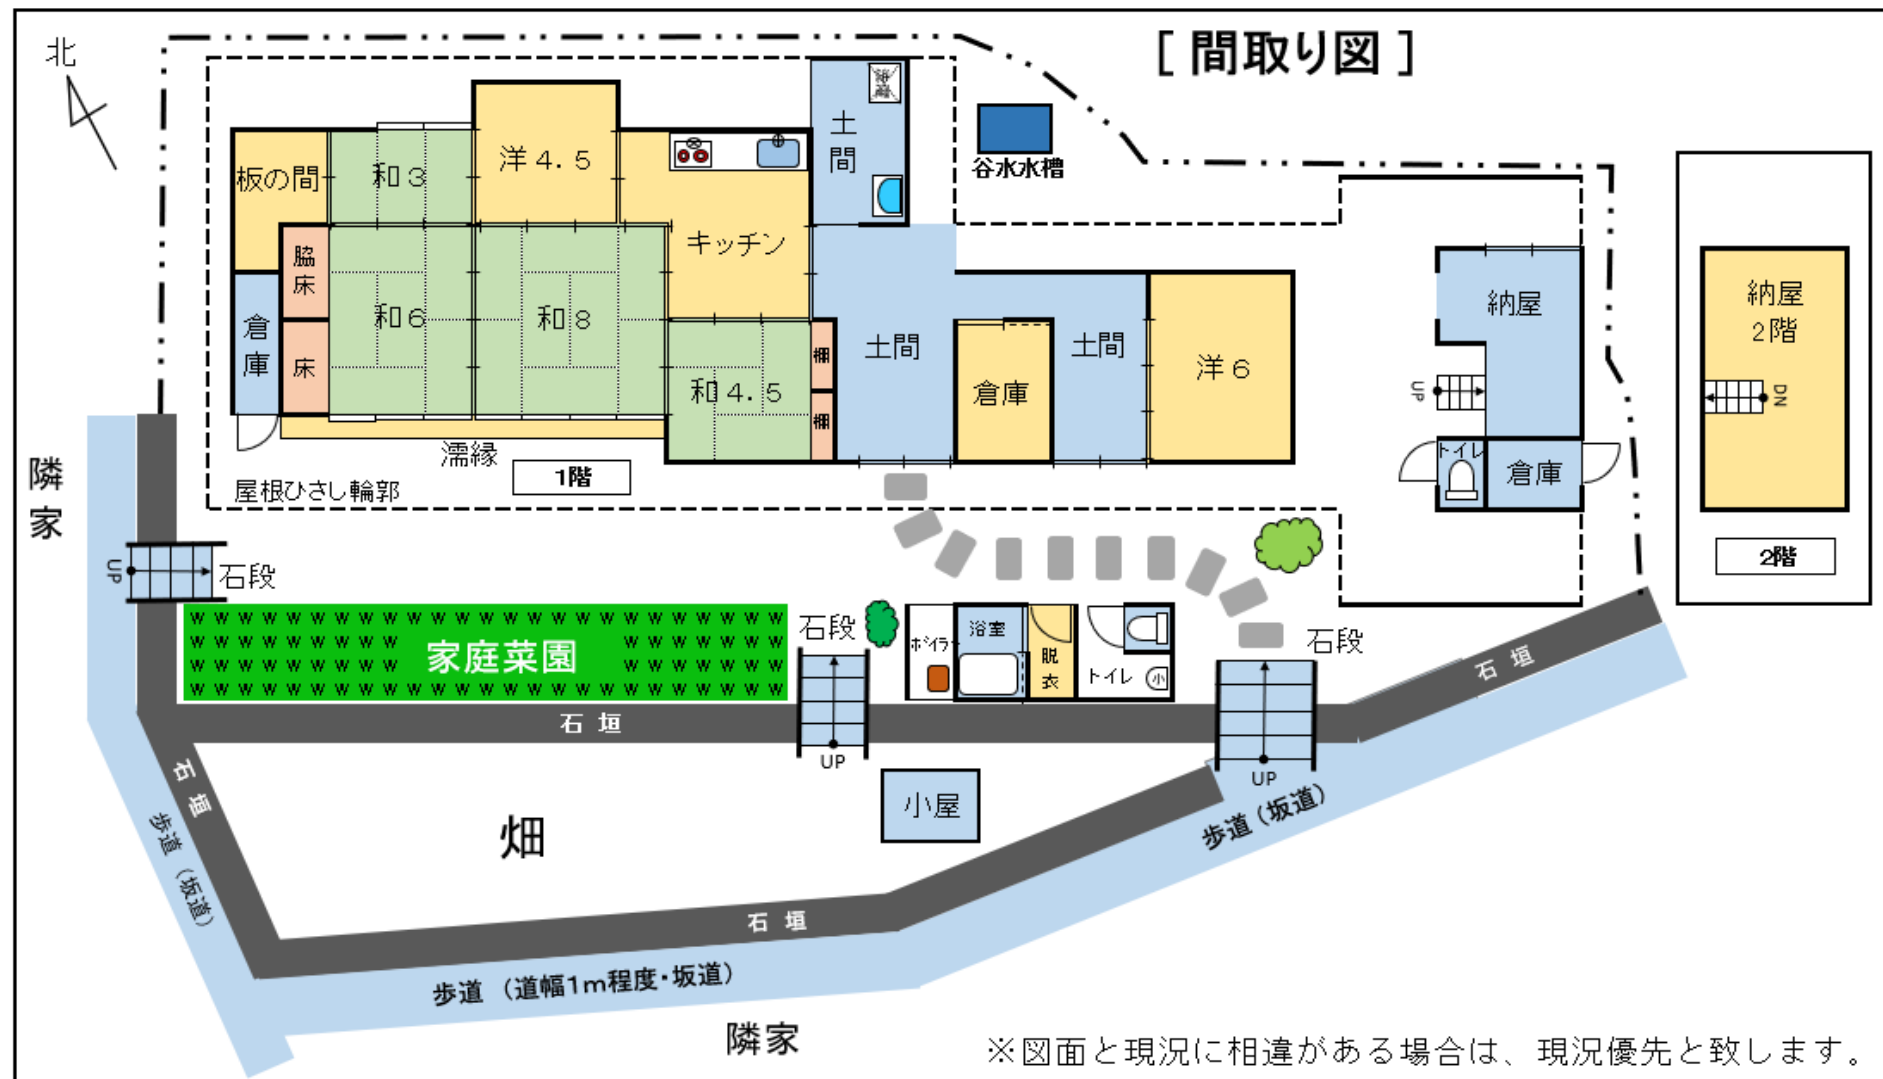 ［ 間取り図 ］
北
土間
洋４．５
板の間
和３
谷水水槽
キッチン
脇床
納屋
納屋
２階
倉庫
和６
和８
土間
土間
洋６
床
和４．５
倉庫
UP
DN
濡縁
トイレ
倉庫
1階
屋根ひさし輪郭
隣家
2階
UP
石段
石段
ﾎﾞｲﾗｰ
浴室
脱衣
トイレ
小
石段
家庭菜園
石垣
石垣
UP
UP
石垣
小屋
歩道（坂道）
歩道（坂道）
畑
石垣
歩道（道幅1m程度・坂道）
隣家
※図面と現況に相違がある場合は、現況優先と致します。